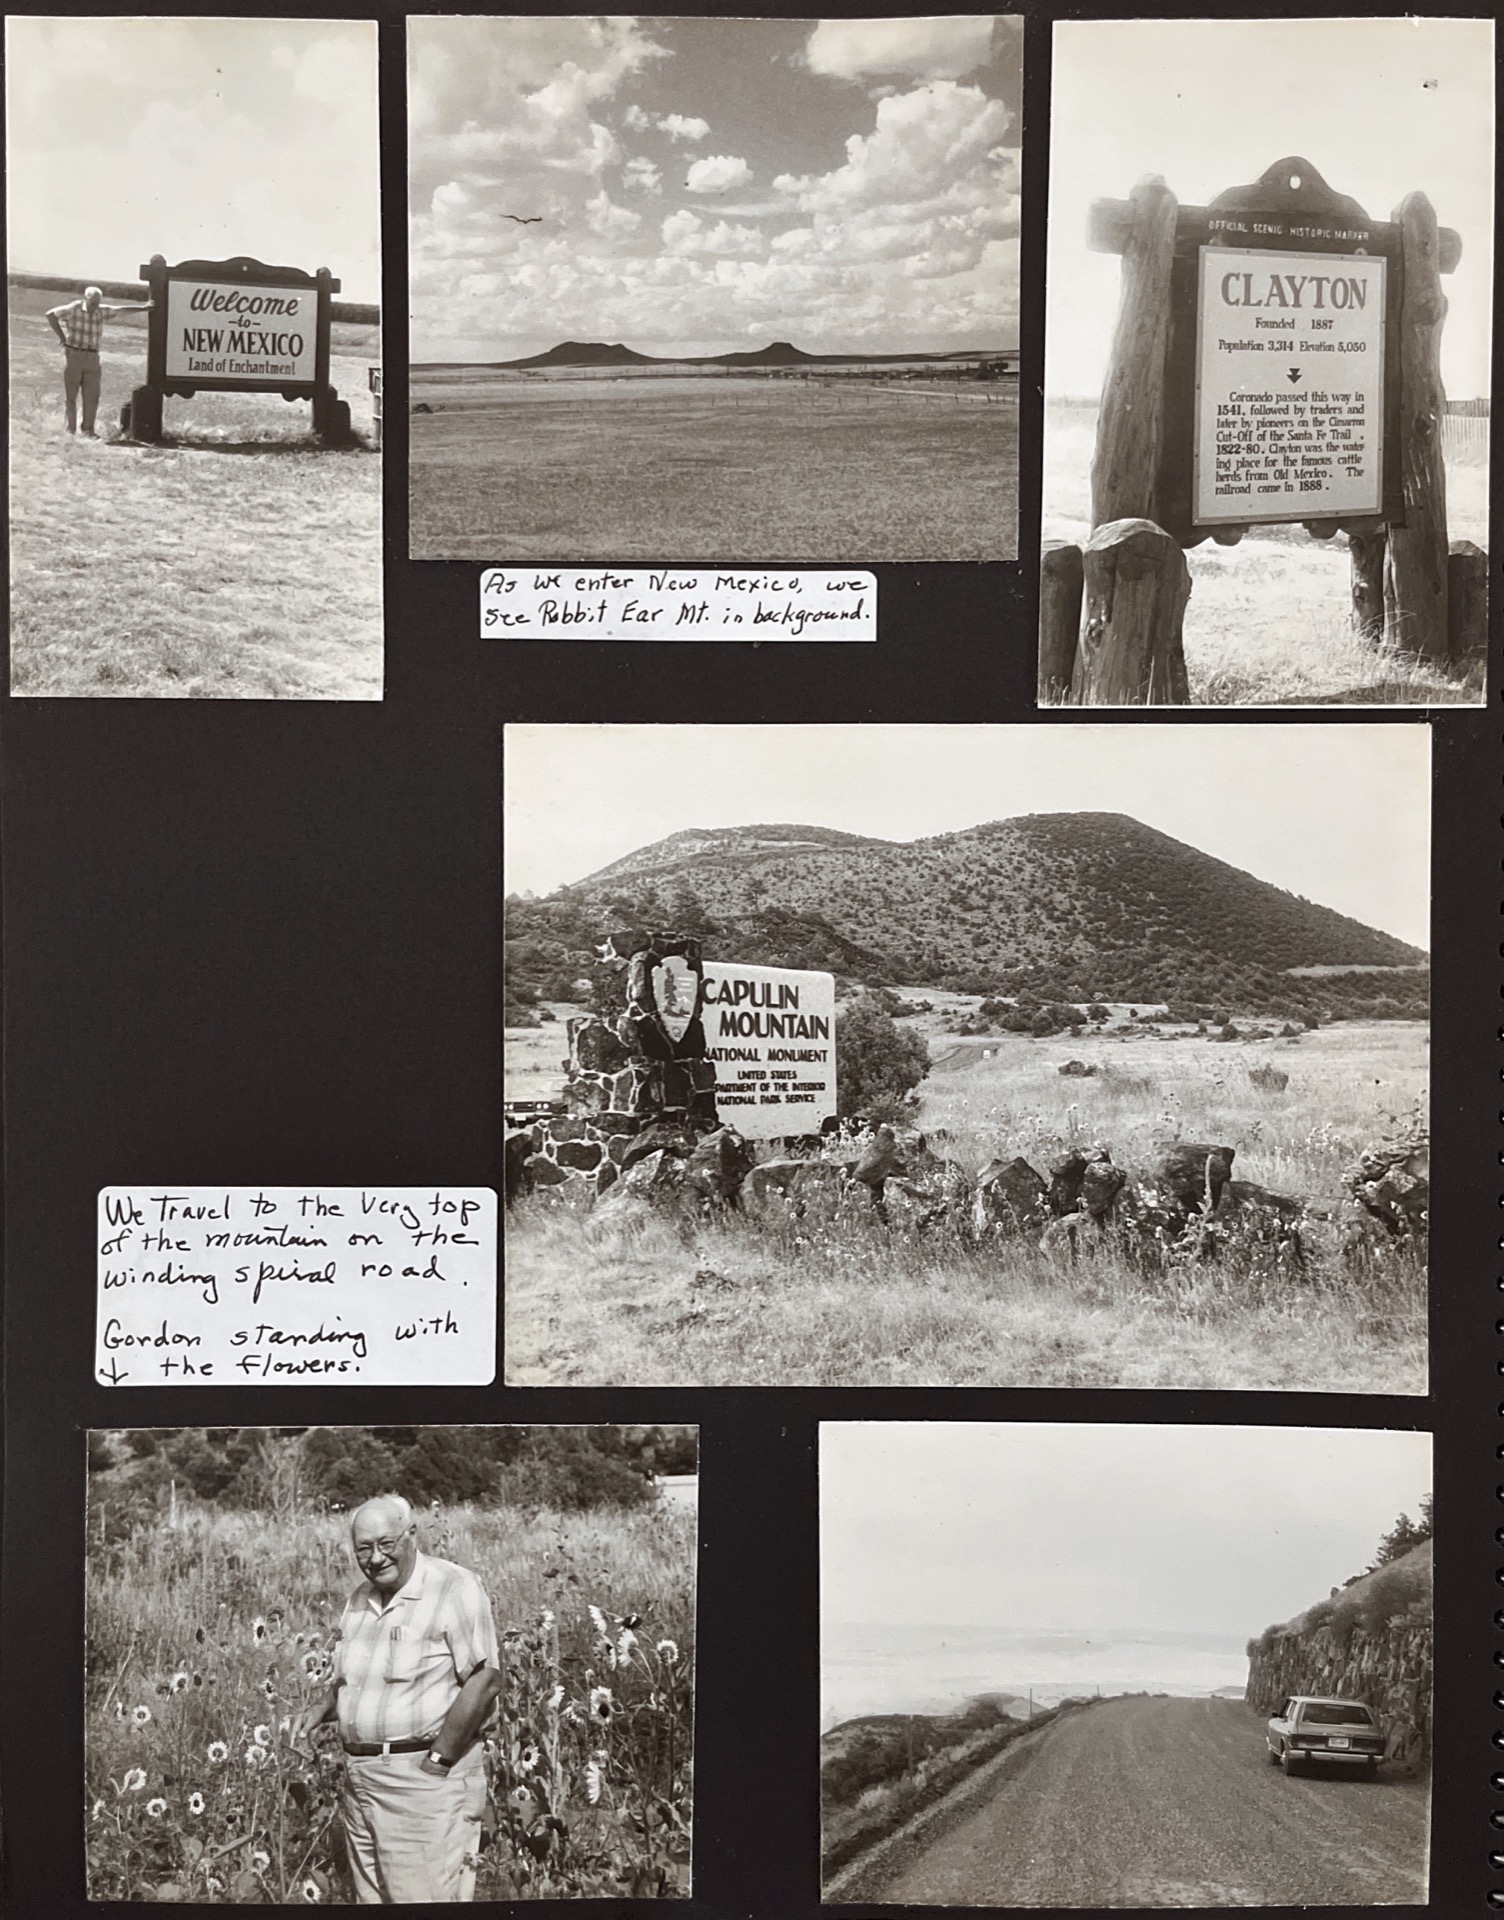 Welcome
-to-
NEW MEXICO
Land of Enchantment
As we enter New Mexico, we
see Rabbit Ear Mt. in background.
OFFICIAL SCENIC HISTORIC MARKER
CLAYTON
Founded 1887
Population 3,314 Elevation 5,050
Coronado passed this way in
1541, followed by traders and
later by pioneers on the Cimarron
Cut-Off of the Santa Fe Trail .
1822-80. Clayton was the water-
ing place for the famous cattle
herds from Old Mexico. The
railroad came in 1888.
CAPULIN
MOUNTAIN
NATIONAL MONUMENT
UNITED STATES
PARTMENT OF THE INTERIOR
NATIONAL PARK SERVICE
We Travel to the very top
of the mountain on the
winding spiral road.
Gordon standing with
↓ the flowers.